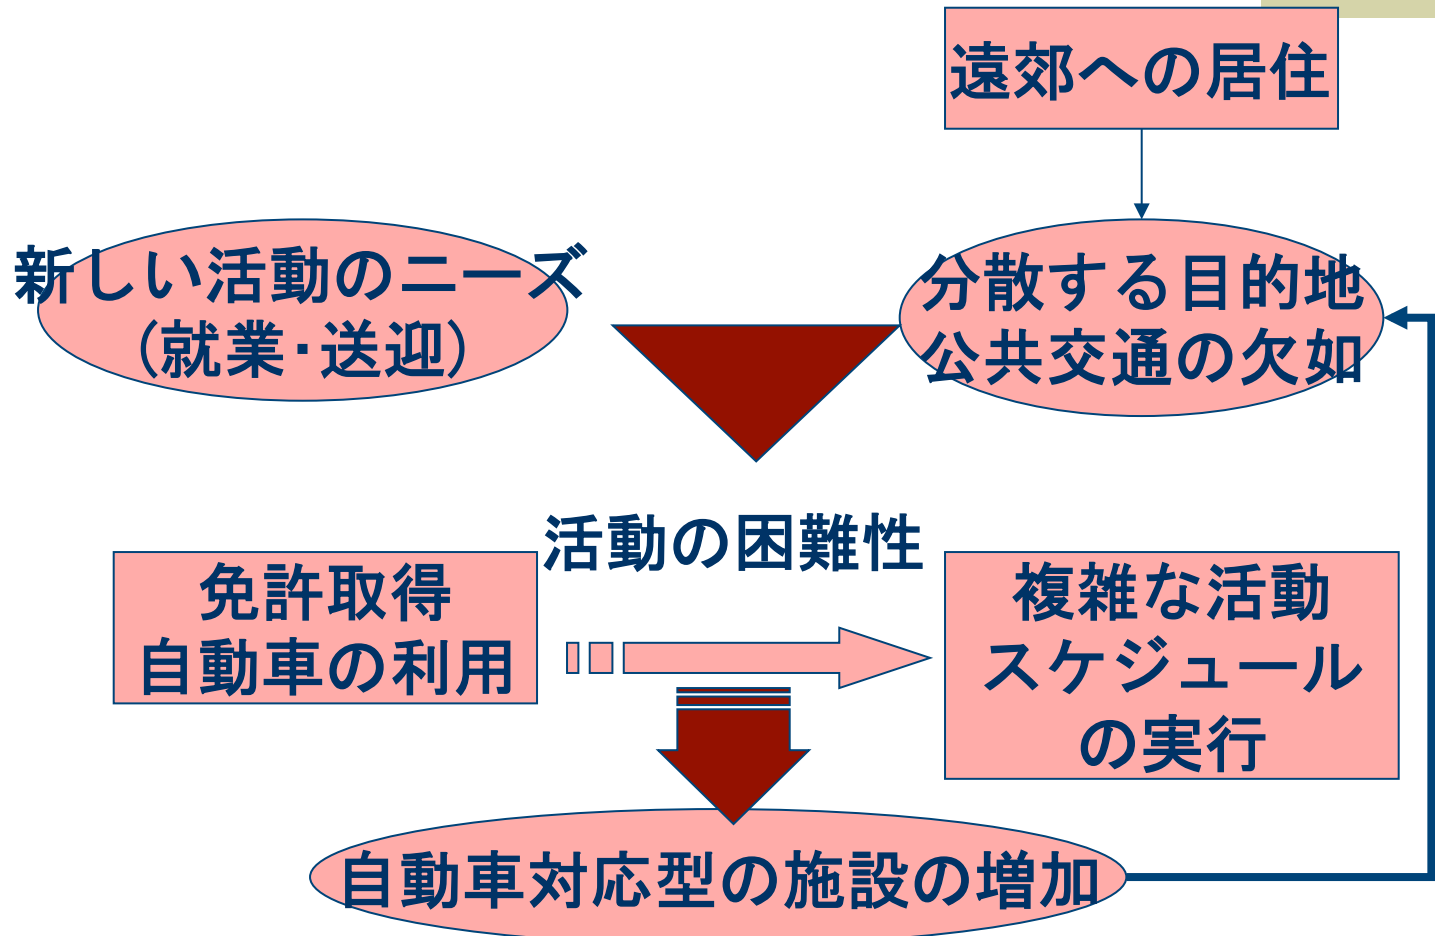 遠郊への居住
新しい活動のニーズ
(就業・送迎)
分散する目的地
公共交通の欠如
活動の困難性
免許取得
自動車の利用
複雑な活動
スケジュール
の実行
自動車対応型の施設の増加